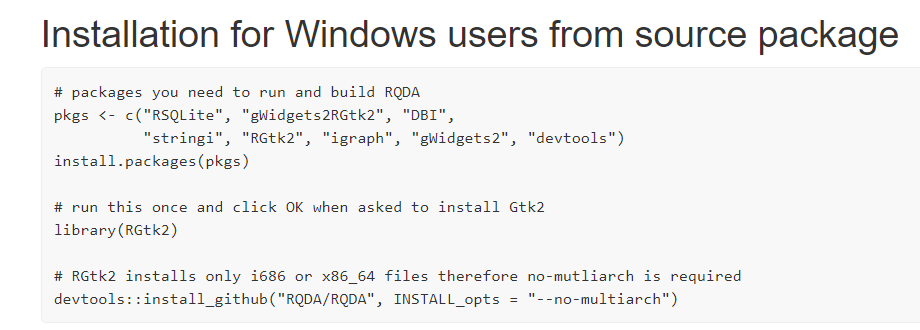 Installation for Windows users from source package
# packages you need to run and build RQDA
pkgs <- c("RSQLite", "gWidgets2RGtk2", "DBI",
          "stringi", "RGtk2", "igraph", "gWidgets2", "devtools")
install.packages(pkgs)
# run this once and click OK when asked to install Gtk2
library(RGtk2)
# RGtk2 installs only i686 or x86_64 files therefore no-mutliarch is required
devtools::install_github("RQDA/RQDA", INSTALL_opts = "--no-multiarch")